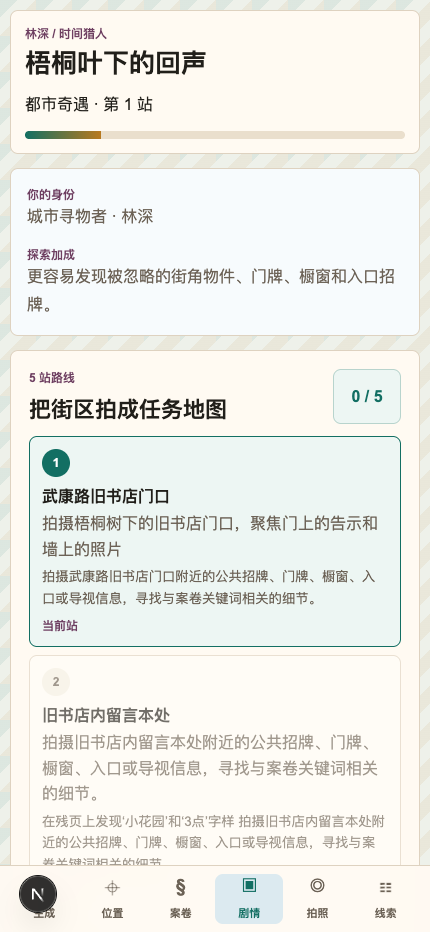 林深 / 时间猎人
梧桐叶下的回声
都市奇遇 · 第 1 站
你的身份
城市寻物者 · 林深
探索加成
更容易发现被忽略的街角物件、门牌、橱窗和入口招
牌。
5 站路线
把街区拍成任务地图
0 / 5
1
武康路旧书店门口
拍摄梧桐树下的旧书店门口，聚焦门上的告示和
墙上的照片
拍摄武康路旧书店门口附近的公共招牌、门牌、橱窗、入
口或导视信息，寻找与案卷关键词相关的细节。
当前站
2
旧书店内留言本处
拍摄旧书店内留言本处附近的公共招牌、门牌、
橱窗、入口或导视信息，寻找与案卷关键词相关
的细节。
在残页上发现‘小花园’和‘3点’字样 拍摄旧书店内留言本处附
近的公共招牌、门牌、橱窗、入口或导视信息，寻找与案
卷关键词相关的细节
N
生成
位置
§
案卷
剧情
拍照
线索